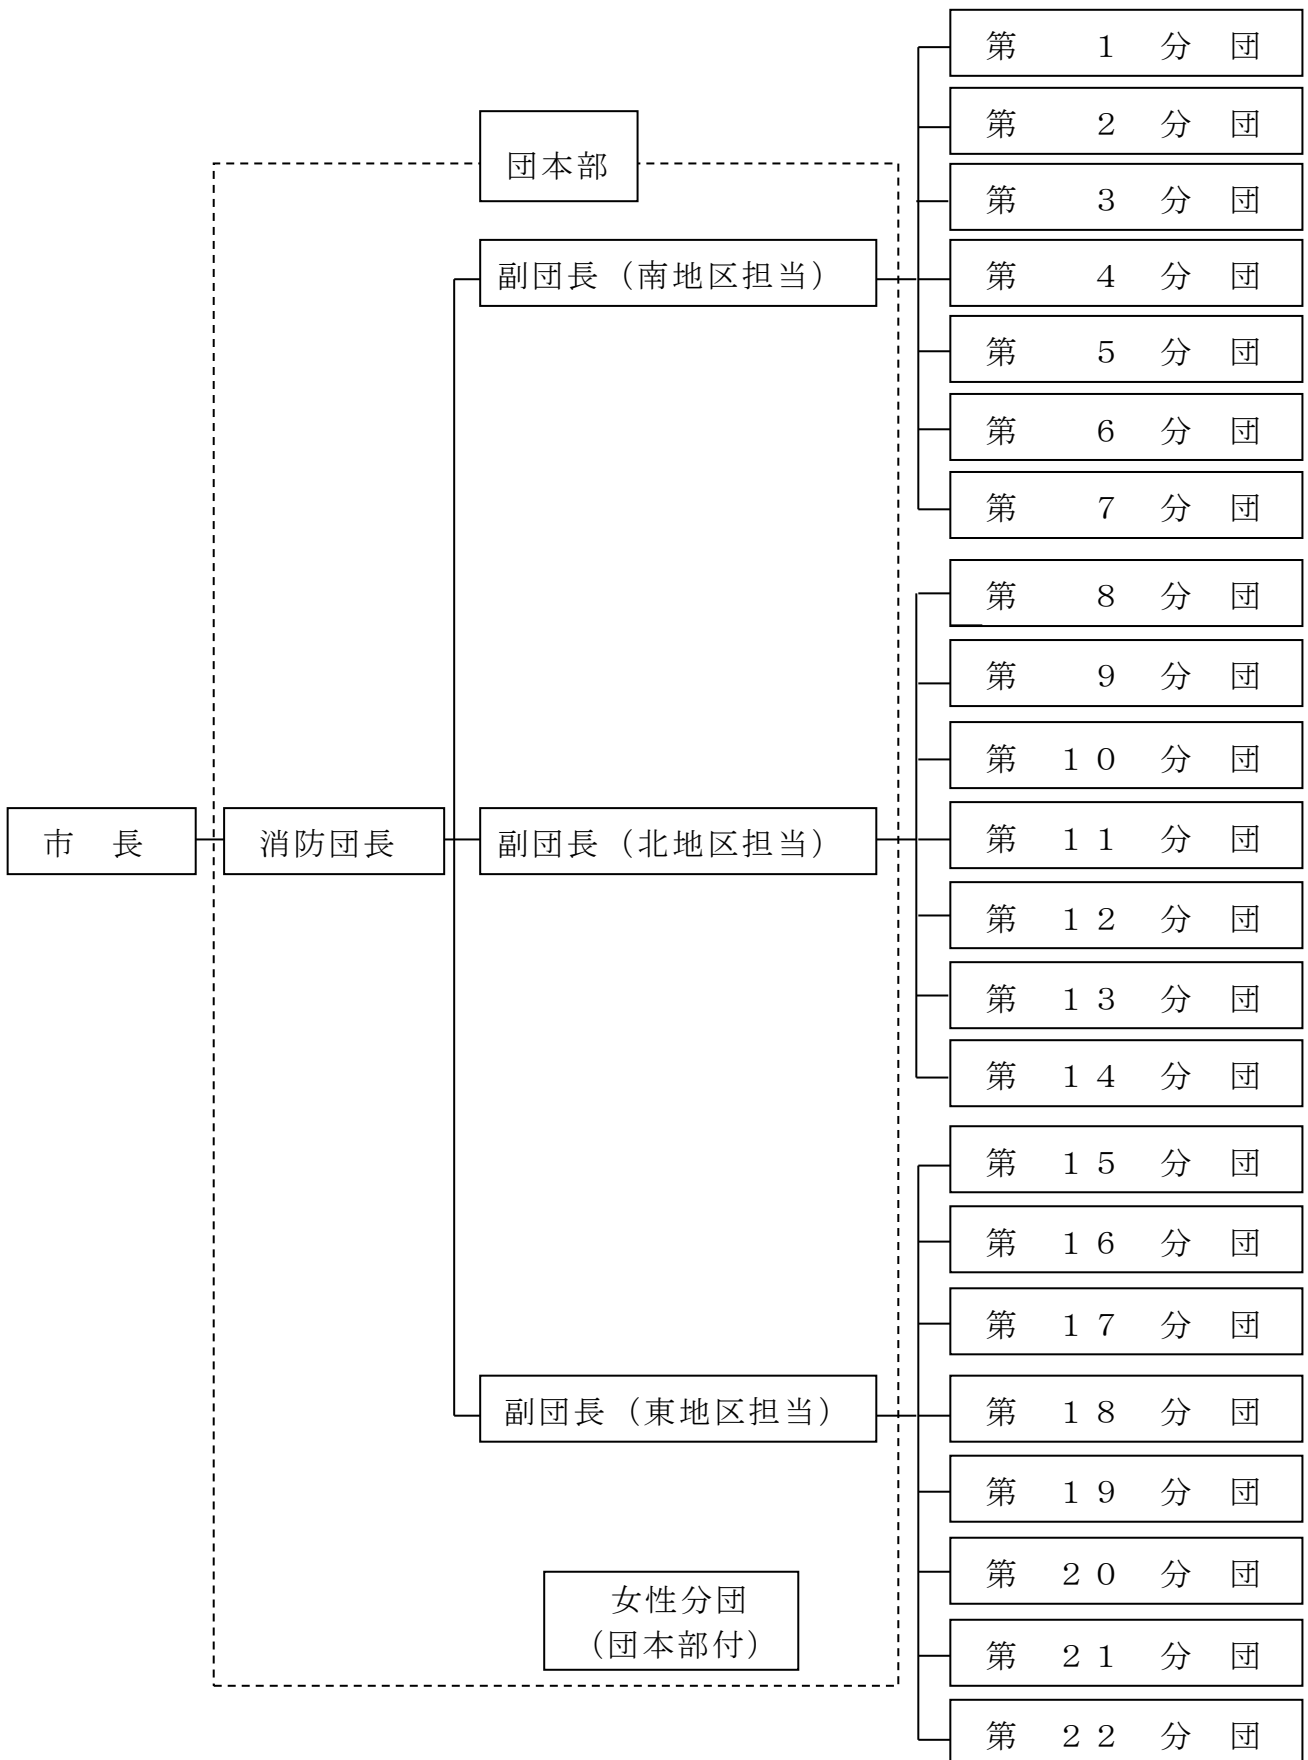 団本部
市　長
消防団長
副団長（南地区担当）
第　１　分　団
第　２　分　団
第　３　分　団
第　４　分　団
第　５　分　団
第　６　分　団
第　７　分　団
副団長（北地区担当）
第　８　分　団
第　９　分　団
第　１０　分　団
第　１１　分　団
第　１２　分　団
第　１３　分　団
第　１４　分　団
副団長（東地区担当）
第　１５　分　団
第　１６　分　団
第　１７　分　団
第　１８　分　団
第　１９　分　団
第　２０　分　団
第　２１　分　団
第　２２　分　団
女性分団
（団本部付）